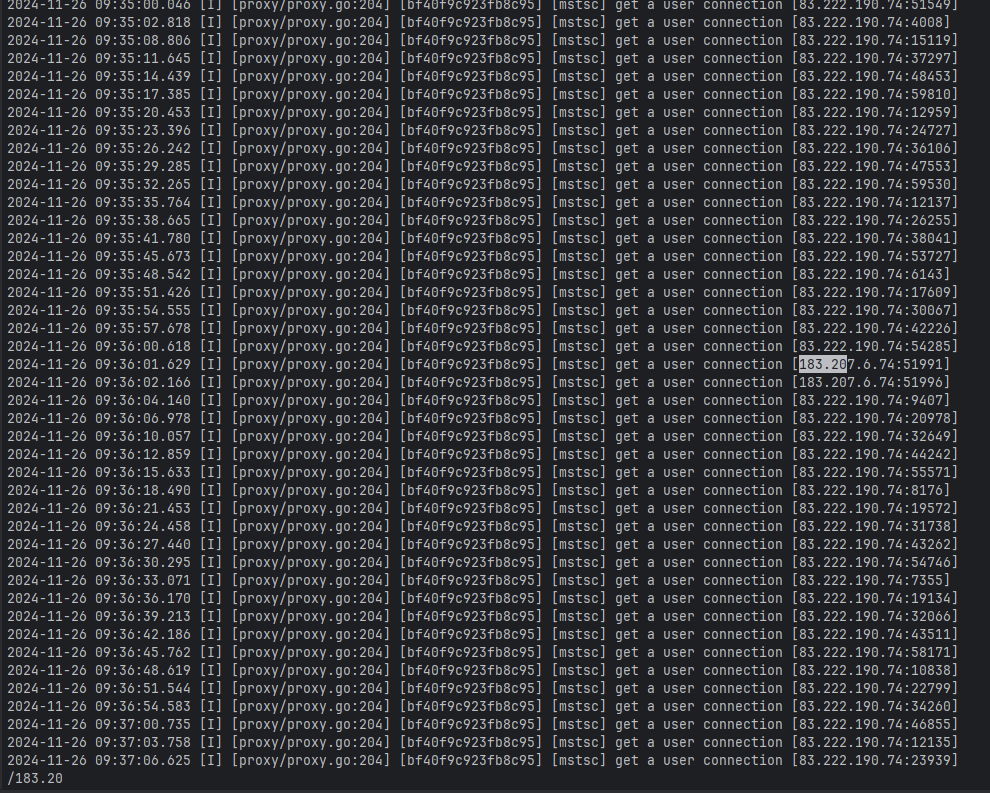 2024-11-26 09:35:00.046 [I] [proxy/proxy.go:204] [bf40f9c923fb8c95] [mstsc] get a user connection [83.222.190.74:51549]
2024-11-26 09:35:02.818 [I] [proxy/proxy.go:204] [bf40f9c923fb8c95] [mstsc] get a user connection [83.222.190.74:4008]
2024-11-26 09:35:08.806 [I] [proxy/proxy.go:204] [bf40f9c923fb8c95] [mstsc] get a user connection [83.222.190.74:15119]
2024-11-26 09:35:11.645 [I] [proxy/proxy.go:204] [bf40f9c923fb8c95] [mstsc] get a user connection [83.222.190.74:37297]
2024-11-26 09:35:14.439 [I] [proxy/proxy.go:204] [bf40f9c923fb8c95] [mstsc] get a user connection [83.222.190.74:48453]
2024-11-26 09:35:17.385 [I] [proxy/proxy.go:204] [bf40f9c923fb8c95] [mstsc] get a user connection [83.222.190.74:59810]
2024-11-26 09:35:20.453 [I] [proxy/proxy.go:204] [bf40f9c923fb8c95] [mstsc] get a user connection [83.222.190.74:12959]
2024-11-26 09:35:23.396 [I] [proxy/proxy.go:204] [bf40f9c923fb8c95] [mstsc] get a user connection [83.222.190.74:24727]
2024-11-26 09:35:26.242 [I] [proxy/proxy.go:204] [bf40f9c923fb8c95] [mstsc] get a user connection [83.222.190.74:36106]
2024-11-26 09:35:29.285 [I] [proxy/proxy.go:204] [bf40f9c923fb8c95] [mstsc] get a user connection [83.222.190.74:47553]
2024-11-26 09:35:32.265 [I] [proxy/proxy.go:204] [bf40f9c923fb8c95] [mstsc] get a user connection [83.222.190.74:59530]
2024-11-26 09:35:35.764 [I] [proxy/proxy.go:204] [bf40f9c923fb8c95] [mstsc] get a user connection [83.222.190.74:12137]
2024-11-26 09:35:38.665 [I] [proxy/proxy.go:204] [bf40f9c923fb8c95] [mstsc] get a user connection [83.222.190.74:26255]
2024-11-26 09:35:41.780 [I] [proxy/proxy.go:204] [bf40f9c923fb8c95] [mstsc] get a user connection [83.222.190.74:38041]
2024-11-26 09:35:45.673 [I] [proxy/proxy.go:204] [bf40f9c923fb8c95] [mstsc] get a user connection [83.222.190.74:53727]
2024-11-26 09:35:48.542 [I] [proxy/proxy.go:204] [bf40f9c923fb8c95] [mstsc] get a user connection [83.222.190.74:6143]
2024-11-26 09:35:51.426 [I] [proxy/proxy.go:204] [bf40f9c923fb8c95] [mstsc] get a user connection [83.222.190.74:17609]
2024-11-26 09:35:54.555 [I] [proxy/proxy.go:204] [bf40f9c923fb8c95] [mstsc] get a user connection [83.222.190.74:30067]
2024-11-26 09:35:57.678 [I] [proxy/proxy.go:204] [bf40f9c923fb8c95] [mstsc] get a user connection [83.222.190.74:42226]
2024-11-26 09:36:00.618 [I] [proxy/proxy.go:204] [bf40f9c923fb8c95] [mstsc] get a user connection [83.222.190.74:54285]
2024-11-26 09:36:01.629 [I] [proxy/proxy.go:204] [bf40f9c923fb8c95] [mstsc] get a user connection [183.207.6.74:51991]
2024-11-26 09:36:02.166 [I] [proxy/proxy.go:204] [bf40f9c923fb8c95] [mstsc] get a user connection [183.207.6.74:51996]
2024-11-26 09:36:04.140 [I] [proxy/proxy.go:204] [bf40f9c923fb8c95] [mstsc] get a user connection [83.222.190.74:9407]
2024-11-26 09:36:06.978 [I] [proxy/proxy.go:204] [bf40f9c923fb8c95] [mstsc] get a user connection [83.222.190.74:20978]
2024-11-26 09:36:10.057 [I] [proxy/proxy.go:204] [bf40f9c923fb8c95] [mstsc] get a user connection [83.222.190.74:32649]
2024-11-26 09:36:12.859 [I] [proxy/proxy.go:204] [bf40f9c923fb8c95] [mstsc] get a user connection [83.222.190.74:44242]
2024-11-26 09:36:15.633 [I] [proxy/proxy.go:204] [bf40f9c923fb8c95] [mstsc] get a user connection [83.222.190.74:55571]
2024-11-26 09:36:18.490 [I] [proxy/proxy.go:204] [bf40f9c923fb8c95] [mstsc] get a user connection [83.222.190.74:8176]
2024-11-26 09:36:21.453 [I] [proxy/proxy.go:204] [bf40f9c923fb8c95] [mstsc] get a user connection [83.222.190.74:19572]
2024-11-26 09:36:24.458 [I] [proxy/proxy.go:204] [bf40f9c923fb8c95] [mstsc] get a user connection [83.222.190.74:31738]
2024-11-26 09:36:27.440 [I] [proxy/proxy.go:204] [bf40f9c923fb8c95] [mstsc] get a user connection [83.222.190.74:43262]
2024-11-26 09:36:30.295 [I] [proxy/proxy.go:204] [bf40f9c923fb8c95] [mstsc] get a user connection [83.222.190.74:54746]
2024-11-26 09:36:33.071 [I] [proxy/proxy.go:204] [bf40f9c923fb8c95] [mstsc] get a user connection [83.222.190.74:7355]
2024-11-26 09:36:36.170 [I] [proxy/proxy.go:204] [bf40f9c923fb8c95] [mstsc] get a user connection [83.222.190.74:19134]
2024-11-26 09:36:39.213 [I] [proxy/proxy.go:204] [bf40f9c923fb8c95] [mstsc] get a user connection [83.222.190.74:32066]
2024-11-26 09:36:42.186 [I] [proxy/proxy.go:204] [bf40f9c923fb8c95] [mstsc] get a user connection [83.222.190.74:43511]
2024-11-26 09:36:45.762 [I] [proxy/proxy.go:204] [bf40f9c923fb8c95] [mstsc] get a user connection [83.222.190.74:58171]
2024-11-26 09:36:48.619 [I] [proxy/proxy.go:204] [bf40f9c923fb8c95] [mstsc] get a user connection [83.222.190.74:10838]
2024-11-26 09:36:51.544 [I] [proxy/proxy.go:204] [bf40f9c923fb8c95] [mstsc] get a user connection [83.222.190.74:22799]
2024-11-26 09:36:54.583 [I] [proxy/proxy.go:204] [bf40f9c923fb8c95] [mstsc] get a user connection [83.222.190.74:34260]
2024-11-26 09:37:00.735 [I] [proxy/proxy.go:204] [bf40f9c923fb8c95] [mstsc] get a user connection [83.222.190.74:46855]
2024-11-26 09:37:03.758 [I] [proxy/proxy.go:204] [bf40f9c923fb8c95] [mstsc] get a user connection [83.222.190.74:12135]
2024-11-26 09:37:06.625 [I] [proxy/proxy.go:204] [bf40f9c923fb8c95] [mstsc] get a user connection [83.222.190.74:23939]
/183.20